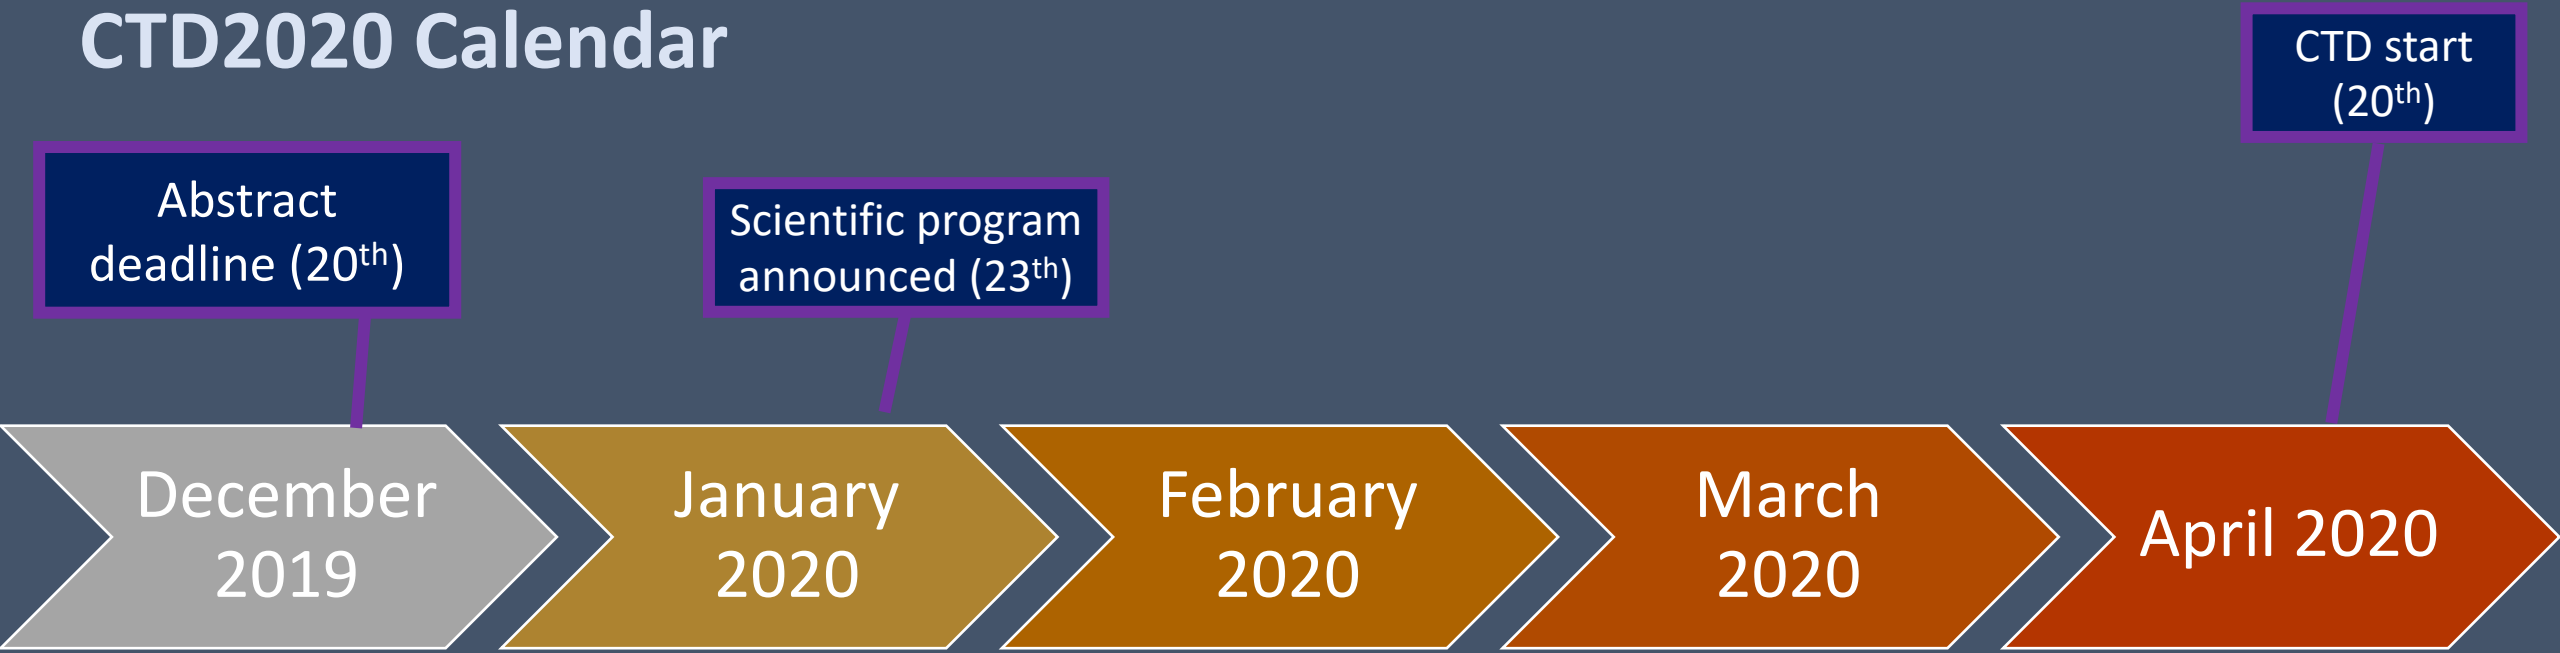 CTD2020 Calendar
CTD start
(20th)
Abstract
deadline (20th)
Scientific program
announced (23th)
December
2019
January
2020
February
2020
March
2020
April 2020